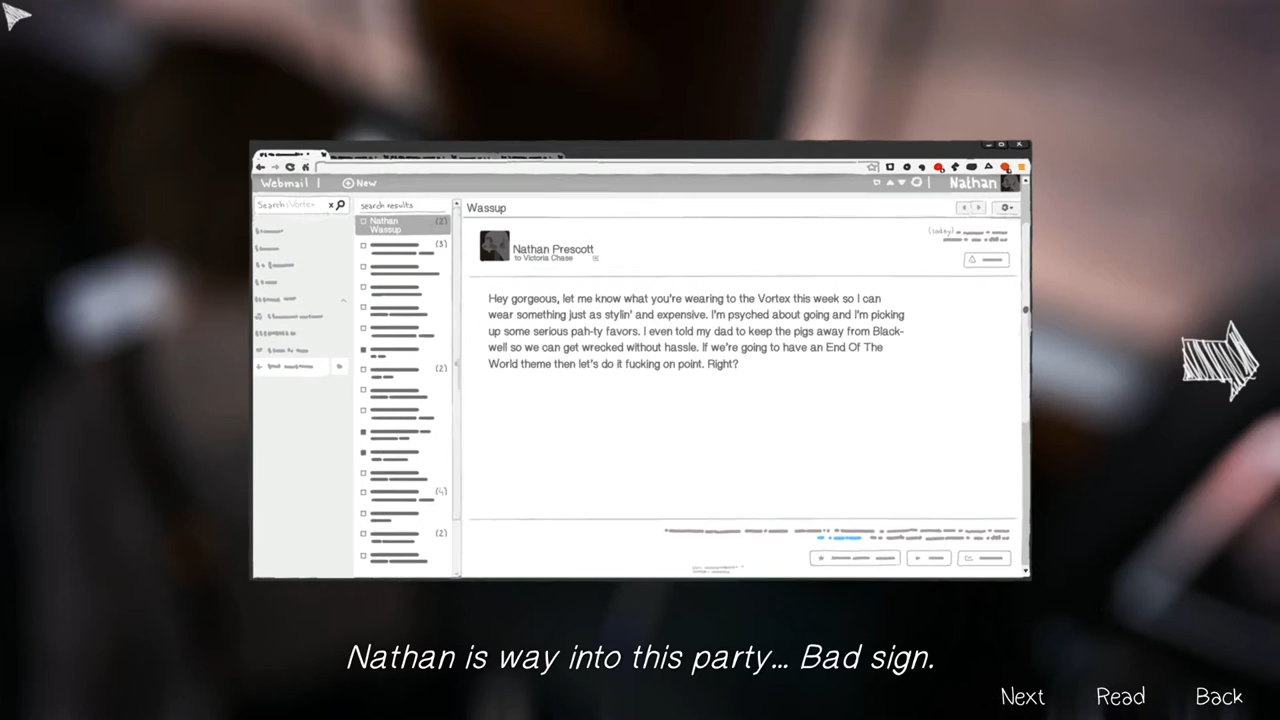 Webmail | New
Nathan
Search: Vortex x
search results
Nathan (2)
Wassup
(3)
(2)
(4)
(2)
Wassup
(today)
Nathan Prescott
to Victoria Chase
Hey gorgeous, let me know what you're wearing to the Vortex this week so I can
wear something just as stylin' and expensive. I'm psyched about going and I'm picking
up some serious pah-ty favors. I even told my dad to keep the pigs away from Black-
well so we can get wrecked without hassle. If we're going to have an End Of The
World theme then let's do it fucking on point. Right?
Nathan is way into this party... Bad sign.
Next Read Back